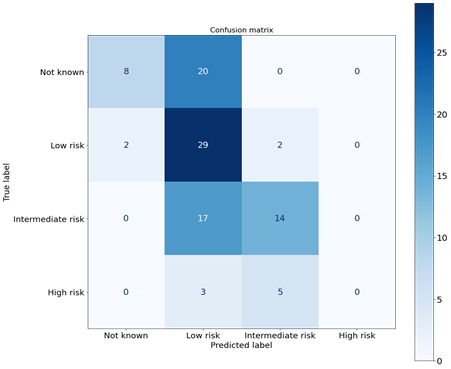 Confusion matrix
True label
Not known 8 20 0 0
Low risk 2 29 2 0
Intermediate risk 0 17 14 0
High risk 0 3 5 0
Not known Low risk Intermediate risk High risk
Predicted label
25
20
15
10
5
0